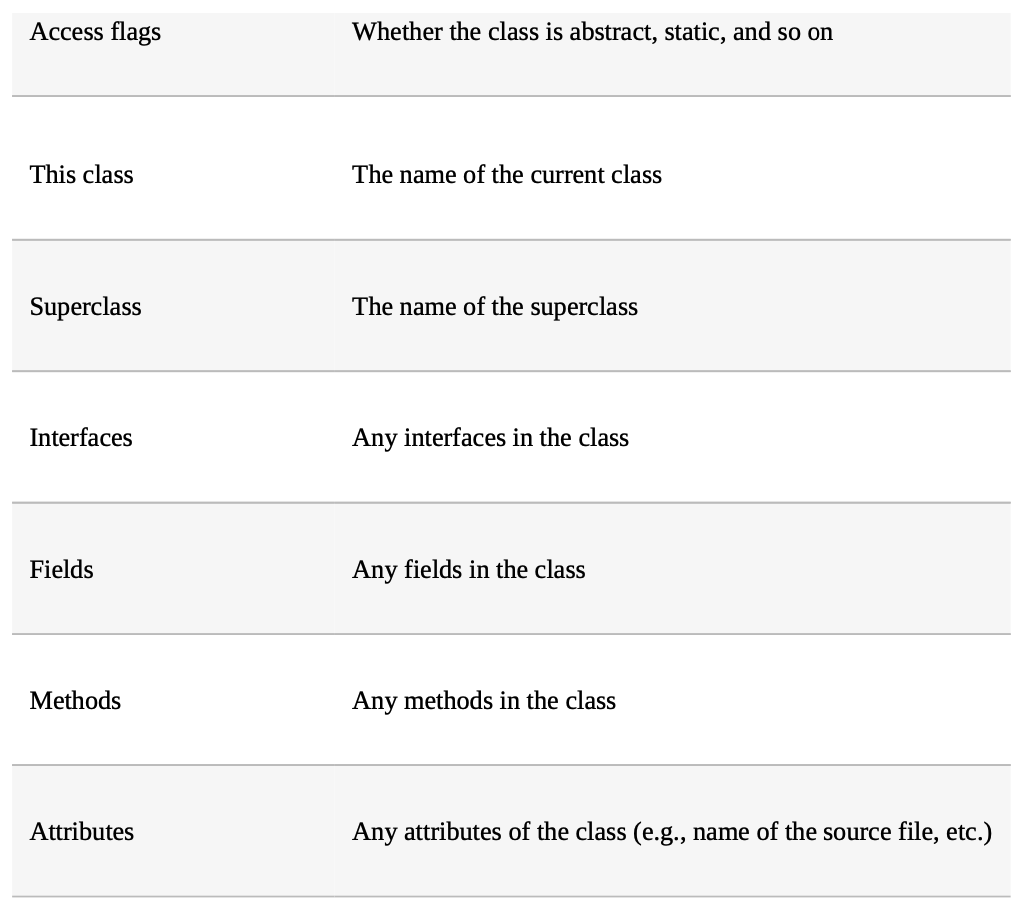 Access flags Whether the class is abstract, static, and so on
This class The name of the current class
Superclass The name of the superclass
Interfaces Any interfaces in the class
Fields Any fields in the class
Methods Any methods in the class
Attributes Any attributes of the class (e.g., name of the source file, etc.)